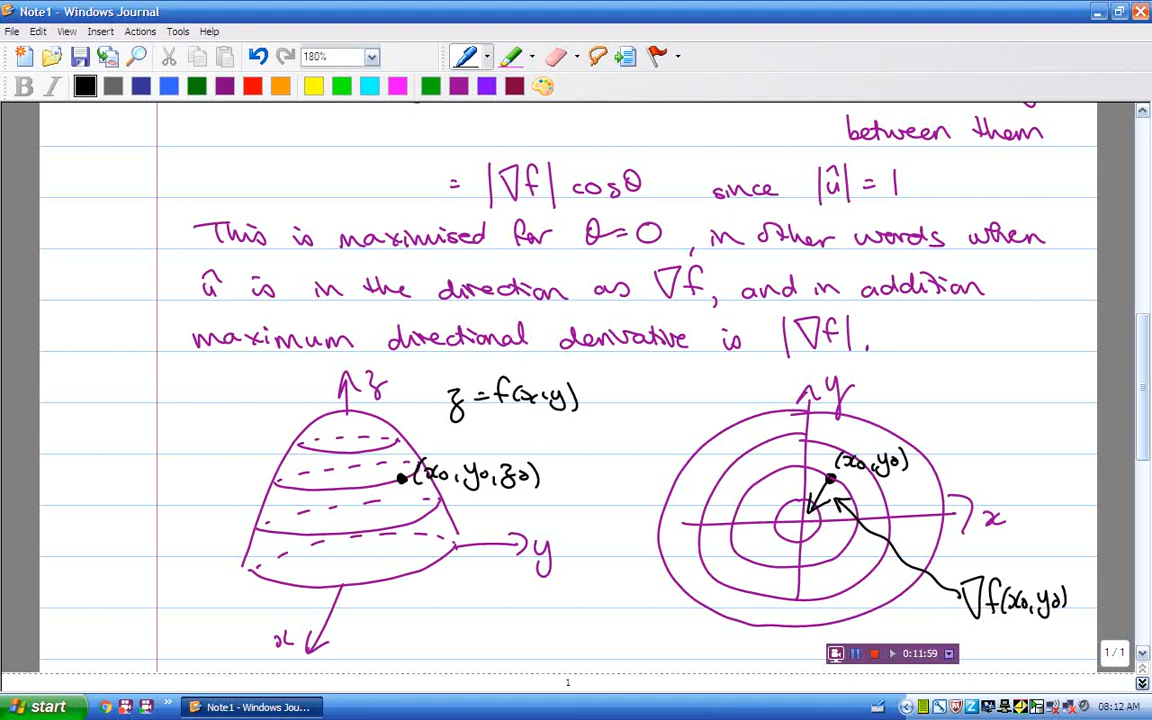 Note1 - Windows Journal
File Edit View Insert Actions Tools Help
180%
B I
between them
= |∇f| cosθ since |û| = 1
This is maximised for θ=0, in other words when
û is in the direction as ∇f, and in addition
maximum directional derivative is |∇f|.
z
z = f(x,y)
y
(x₀,y₀)
(x₀,y₀,z₀)
x
y
∇f(x₀,y₀)
x
0:11:59
1/1
1
start
Note1 - Windows Jou...
08:12 AM